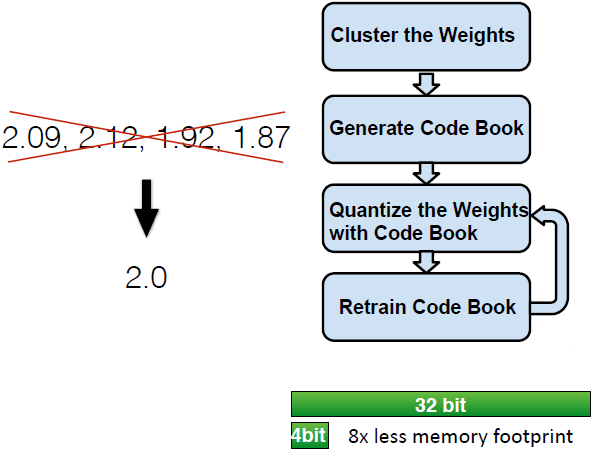 Cluster the Weights
2.09, 2.12, 1.92, 1.87
Generate Code Book
Quantize the Weights
with Code Book
2.0
Retrain Code Book
32 bit
4bit
8x less memory footprint